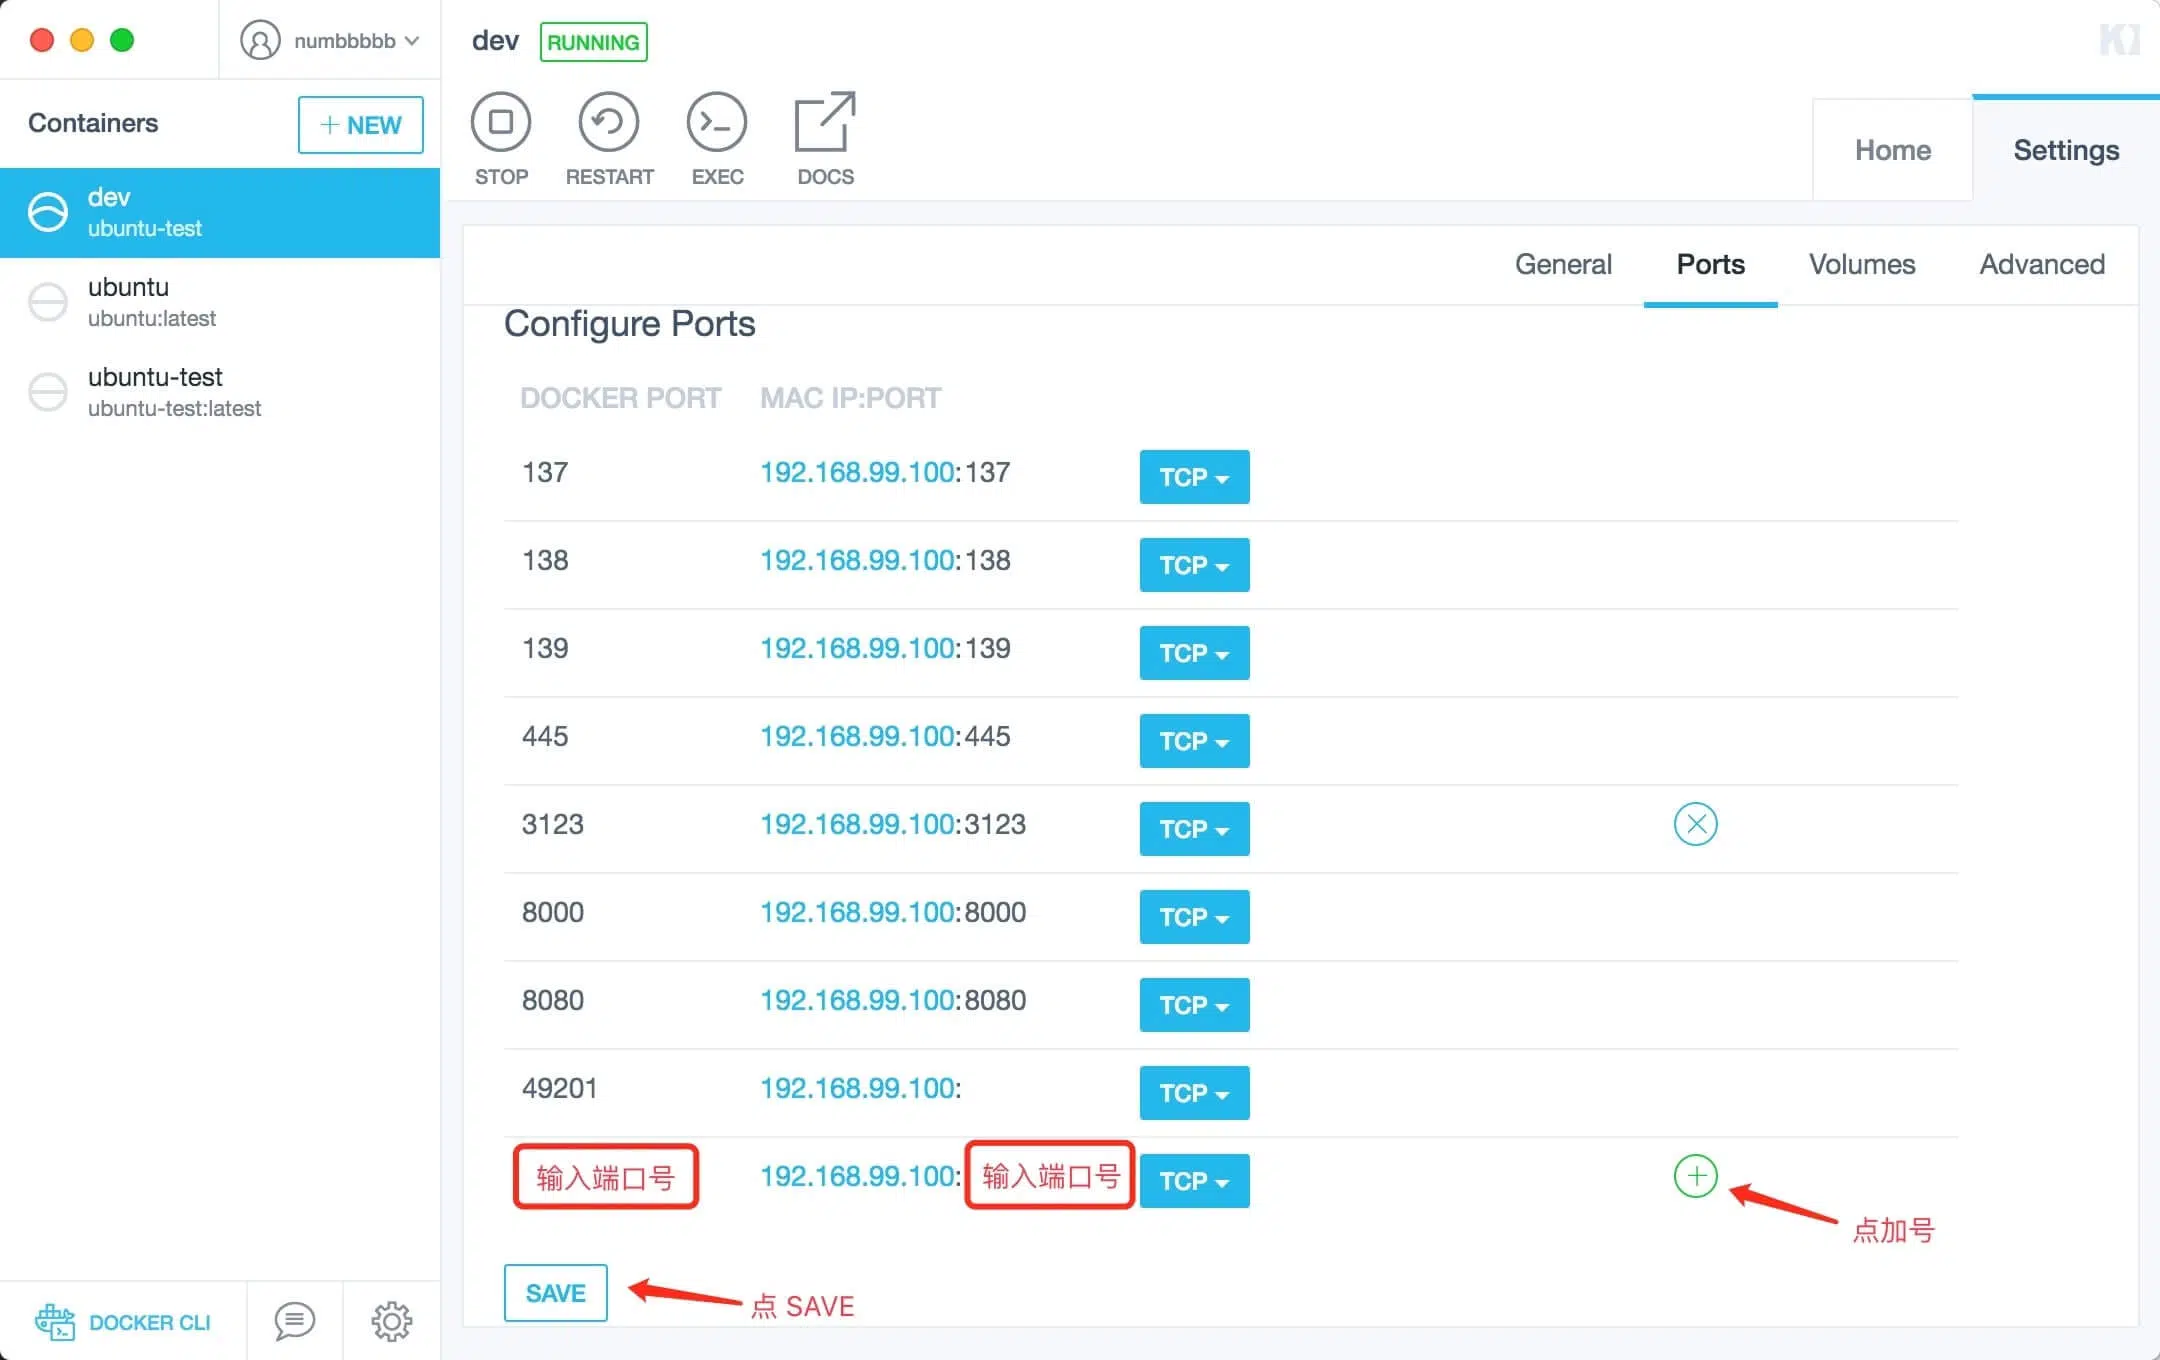 numbbbbb
dev RUNNING
Containers
+ NEW
STOP RESTART EXEC DOCS
Home Settings
dev
ubuntu-test
ubuntu
ubuntu:latest
ubuntu-test
ubuntu-test:latest
General Ports Volumes Advanced
Configure Ports
DOCKER PORT MAC IP:PORT
137 192.168.99.100:137 TCP
138 192.168.99.100:138 TCP
139 192.168.99.100:139 TCP
445 192.168.99.100:445 TCP
3123 192.168.99.100:3123 TCP
8000 192.168.99.100:8000 TCP
8080 192.168.99.100:8080 TCP
49201 192.168.99.100: TCP
输入端口号 192.168.99.100: 输入端口号 TCP
点加号
SAVE 点 SAVE
DOCKER CLI